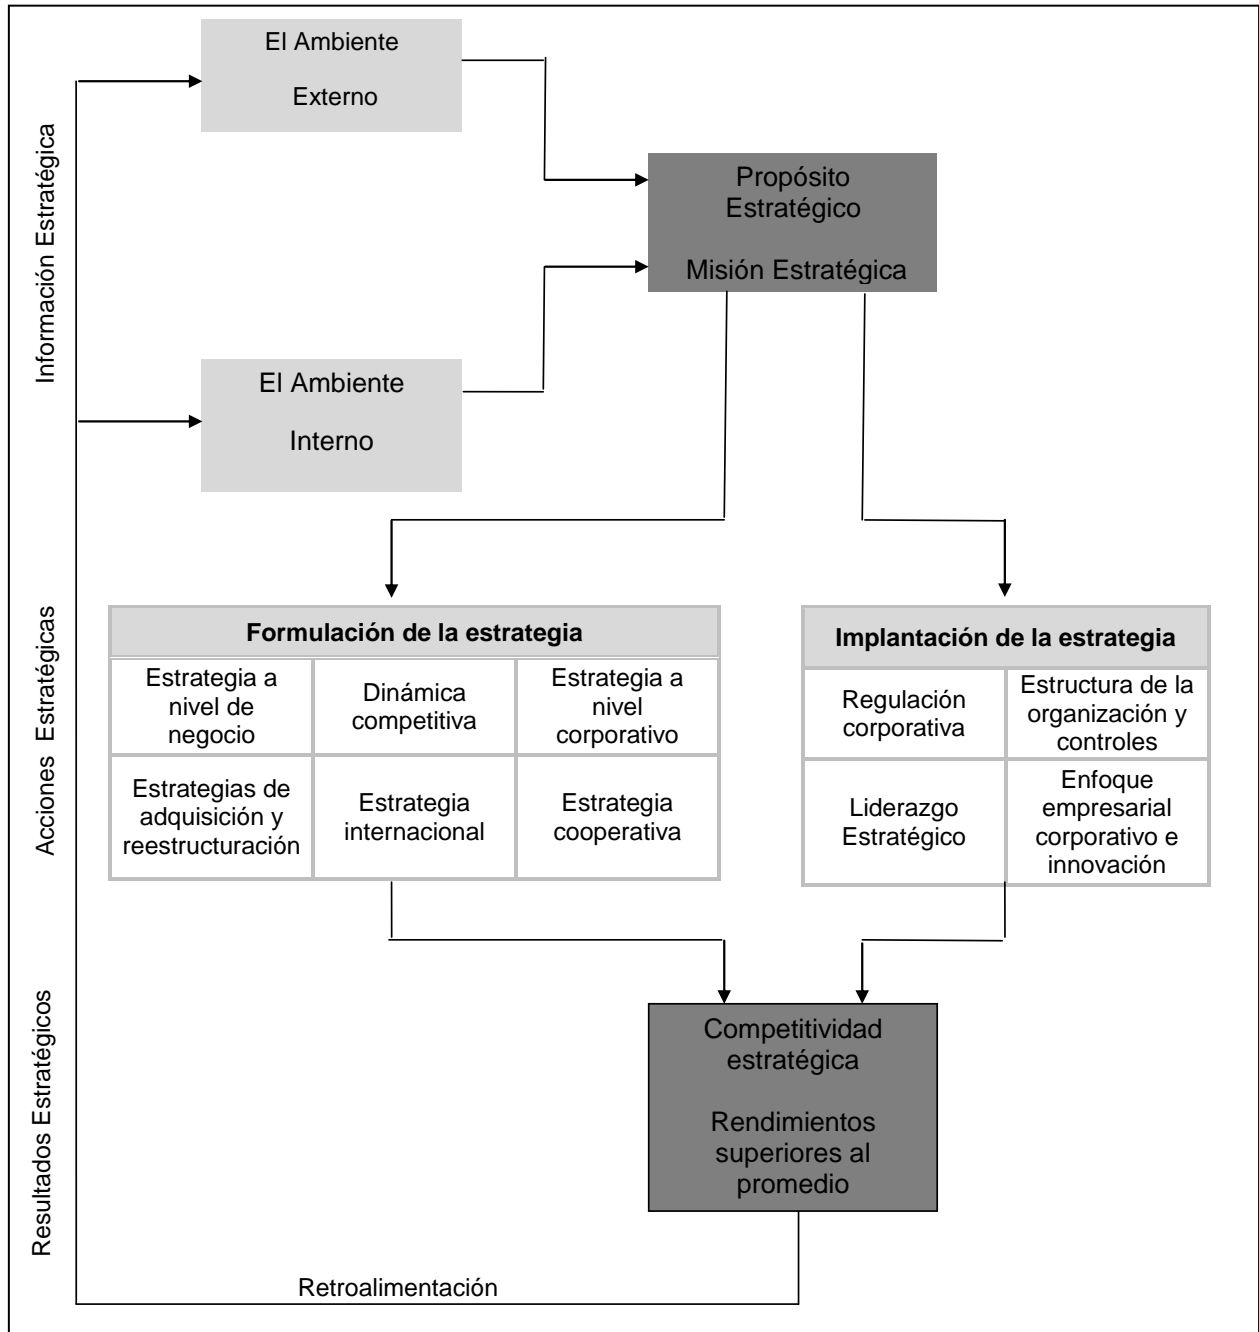 El Ambiente
Externo
Información Estratégica
Propósito
Estratégico
Misión Estratégica
El Ambiente
Interno
Acciones Estratégicas
Formulación de la estrategia
Estrategia a
nivel de
negocio
Dinámica
competitiva
Estrategia a
nivel
corporativo
Estrategias de
adquisición y
reestructuración
Estrategia
internacional
Estrategia
cooperativa
Implantación de la estrategia
Regulación
corporativa
Estructura de la
organización y
controles
Liderazgo
Estratégico
Enfoque
empresarial
corporativo e
innovación
Resultados Estratégicos
Competitividad
estratégica
Rendimientos
superiores al
promedio
Retroalimentación